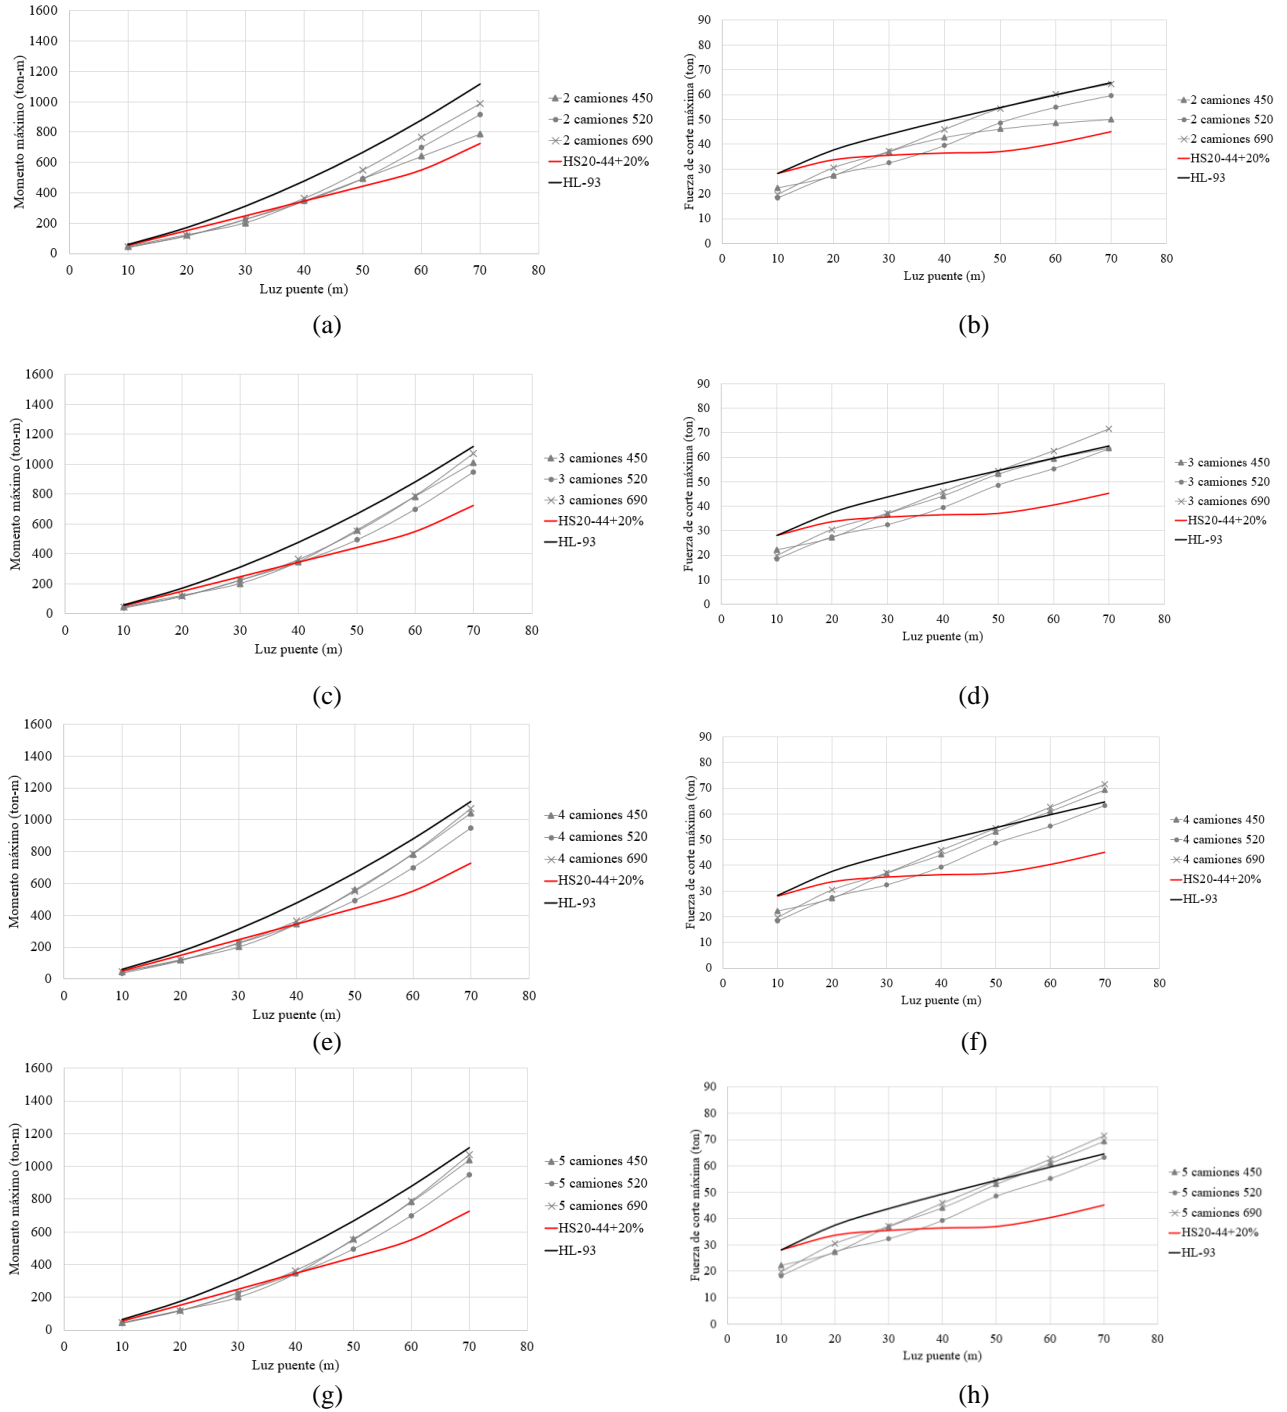 Momento máximo (ton-m)
1600
1400
1200
1000
800
600
400
200
0
0 10 20 30 40 50 60 70 80
Luz puente (m)
2 camiones 450
2 camiones 520
2 camiones 690
HS20-44+20%
HL-93
(a)
Fuerza de corte máxima (ton)
90
80
70
60
50
40
30
20
10
0
0 10 20 30 40 50 60 70 80
Luz puente (m)
2 camiones 450
2 camiones 520
2 camiones 690
HS20-44+20%
HL-93
(b)
Momento máximo (ton-m)
1600
1400
1200
1000
800
600
400
200
0
0 10 20 30 40 50 60 70 80
Luz puente (m)
3 camiones 450
3 camiones 520
3 camiones 690
HS20-44+20%
HL-93
(c)
Fuerza de corte máxima (ton)
90
80
70
60
50
40
30
20
10
0
0 10 20 30 40 50 60 70 80
Luz puente (m)
3 camiones 450
3 camiones 520
3 camiones 690
HS20-44+20%
HL-93
(d)
Momento máximo (ton-m)
1600
1400
1200
1000
800
600
400
200
0
0 10 20 30 40 50 60 70 80
Luz puente (m)
4 camiones 450
4 camiones 520
4 camiones 690
HS20-44+20%
HL-93
(e)
Fuerza de corte máxima (ton)
90
80
70
60
50
40
30
20
10
0
0 10 20 30 40 50 60 70 80
Luz puente (m)
4 camiones 450
4 camiones 520
4 camiones 690
HS20-44+20%
HL-93
(f)
Momento máximo (ton-m)
1600
1400
1200
1000
800
600
400
200
0
0 10 20 30 40 50 60 70 80
Luz puente (m)
5 camiones 450
5 camiones 520
5 camiones 690
HS20-44+20%
HL-93
(g)
Fuerza de corte máxima (ton)
90
80
70
60
50
40
30
20
10
0
0 10 20 30 40 50 60 70 80
Luz puente (m)
5 camiones 450
5 camiones 520
5 camiones 690
HS20-44+20%
HL-93
(h)